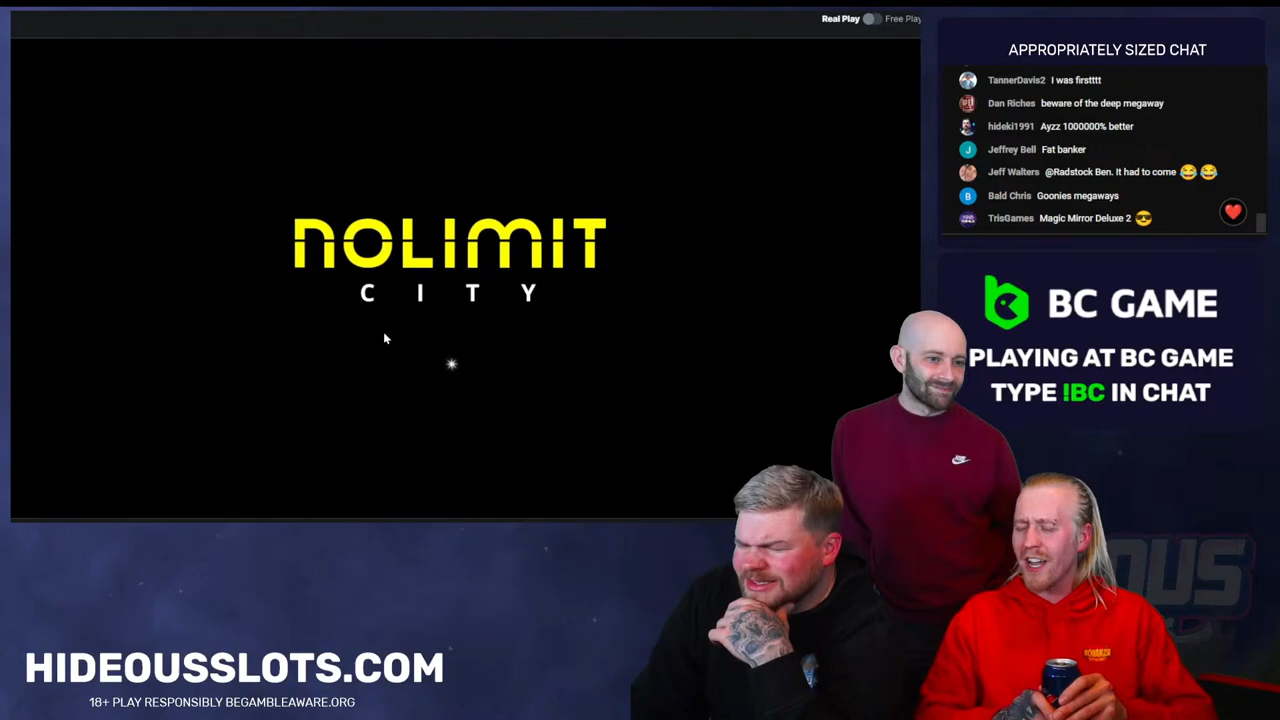 Real Play Free Play
NOLIMIT
CITY
APPROPRIATELY SIZED CHAT
TannerDavis2 I was firstttt
Dan Riches beware of the deep megaway
hideki1991 Ayzz 1000000% better
J Jeffrey Bell Fat banker
Jeff Walters @Radstock Ben. It had to come 😂 😂
B Bald Chris Goonies megaways
TrisGames Magic Mirror Deluxe 2 😎
BC GAME
PLAYING AT BC GAME
TYPE !BC IN CHAT
OUS
HIDEOUSSLOTS.COM
18+ PLAY RESPONSIBLY BEGAMBLEAWARE.ORG